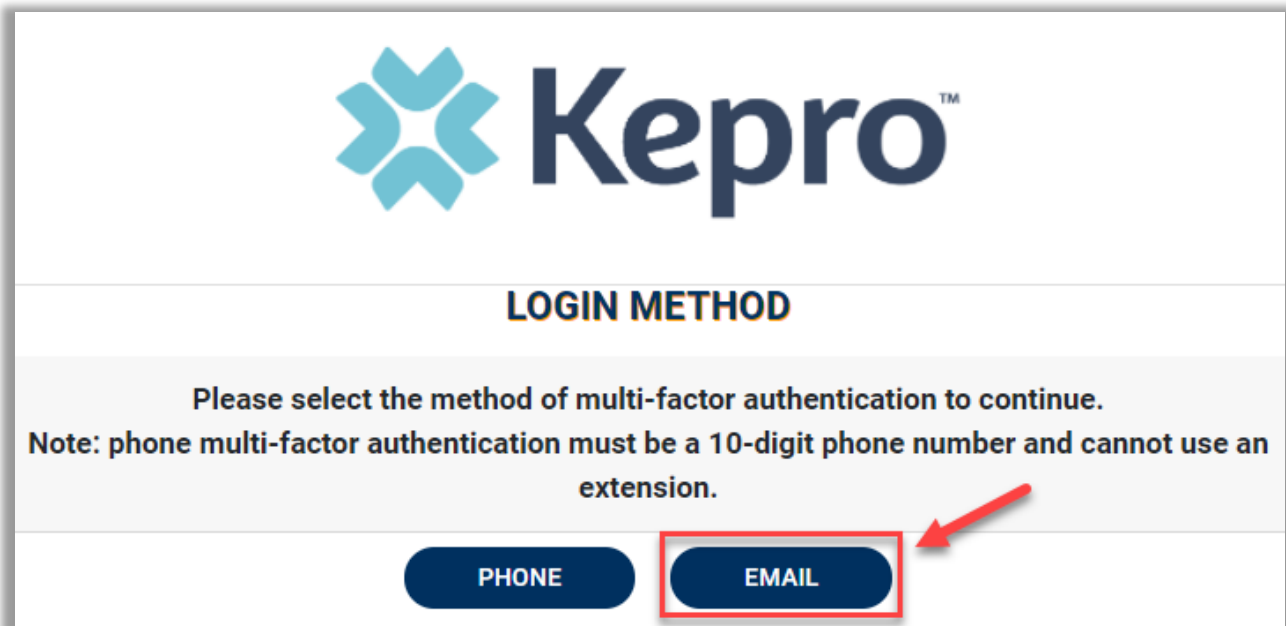 Kepro™
LOGIN METHOD
Please select the method of multi-factor authentication to continue.
Note: phone multi-factor authentication must be a 10-digit phone number and cannot use an
extension.
PHONE EMAIL